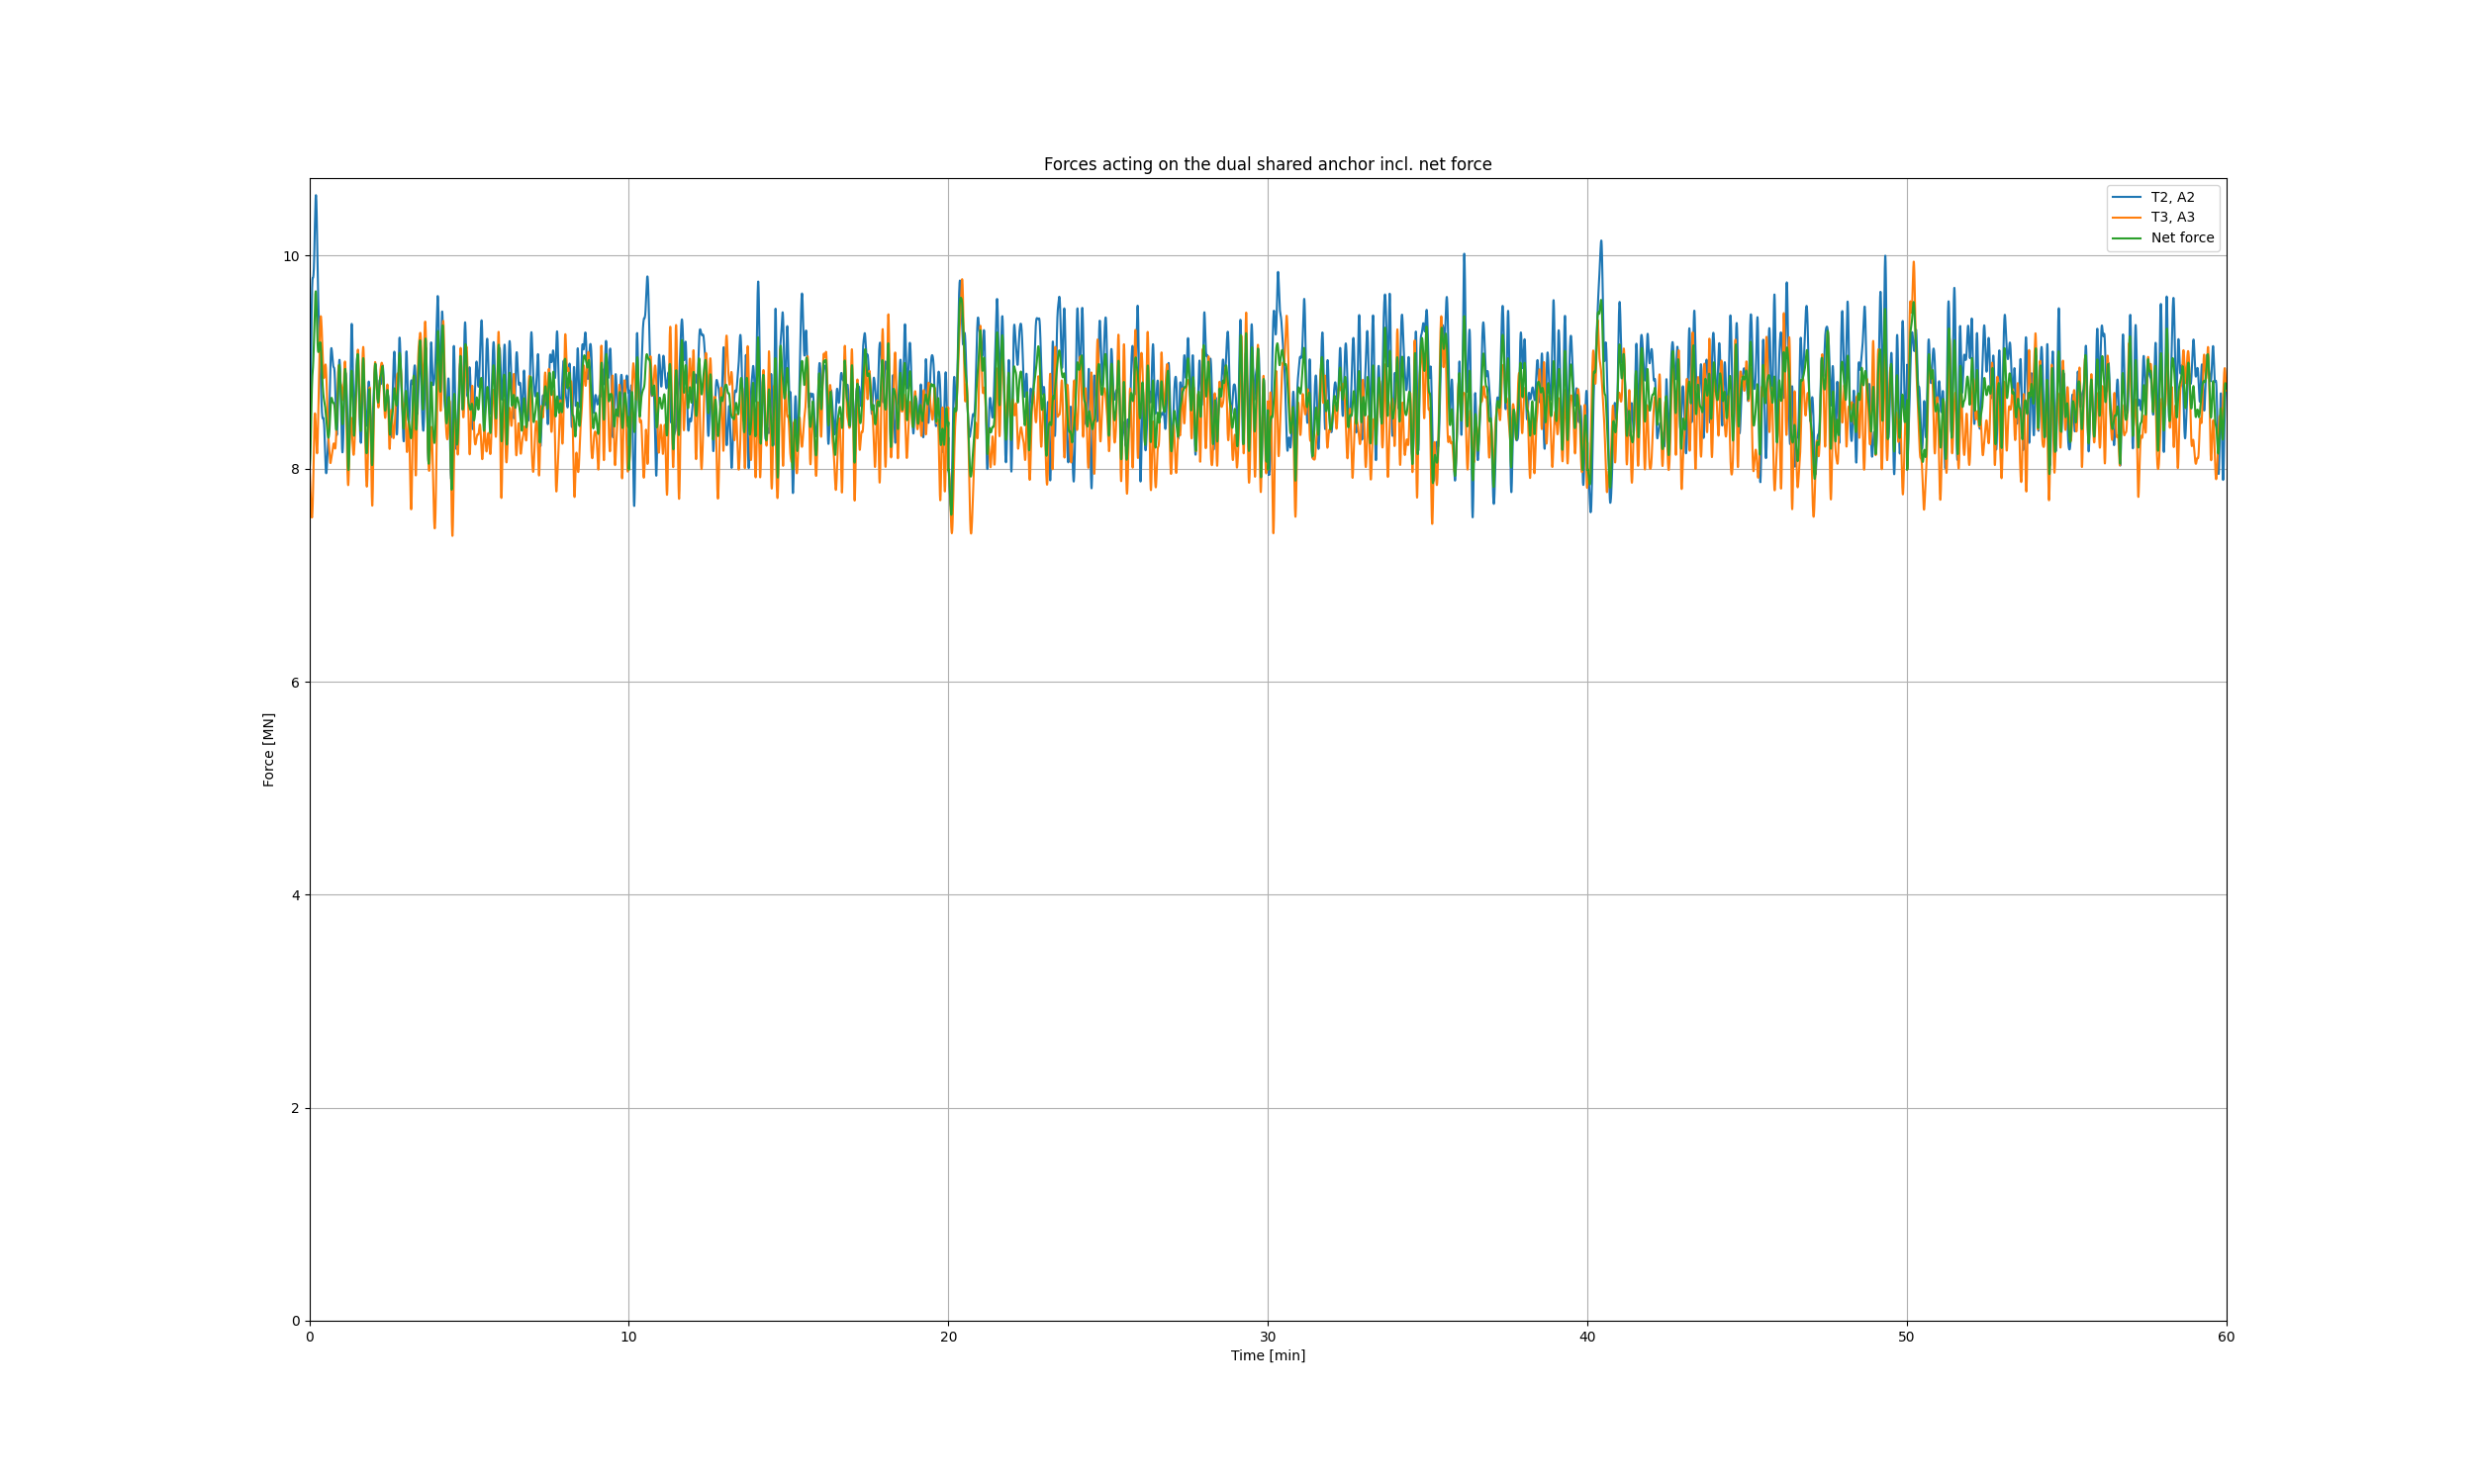 Forces acting on the dual shared anchor incl. net force
T2, A2
T3, A3
Net force
10
8
6
4
2
0
Force [MN]
0 10 20 30 40 50 60
Time [min]